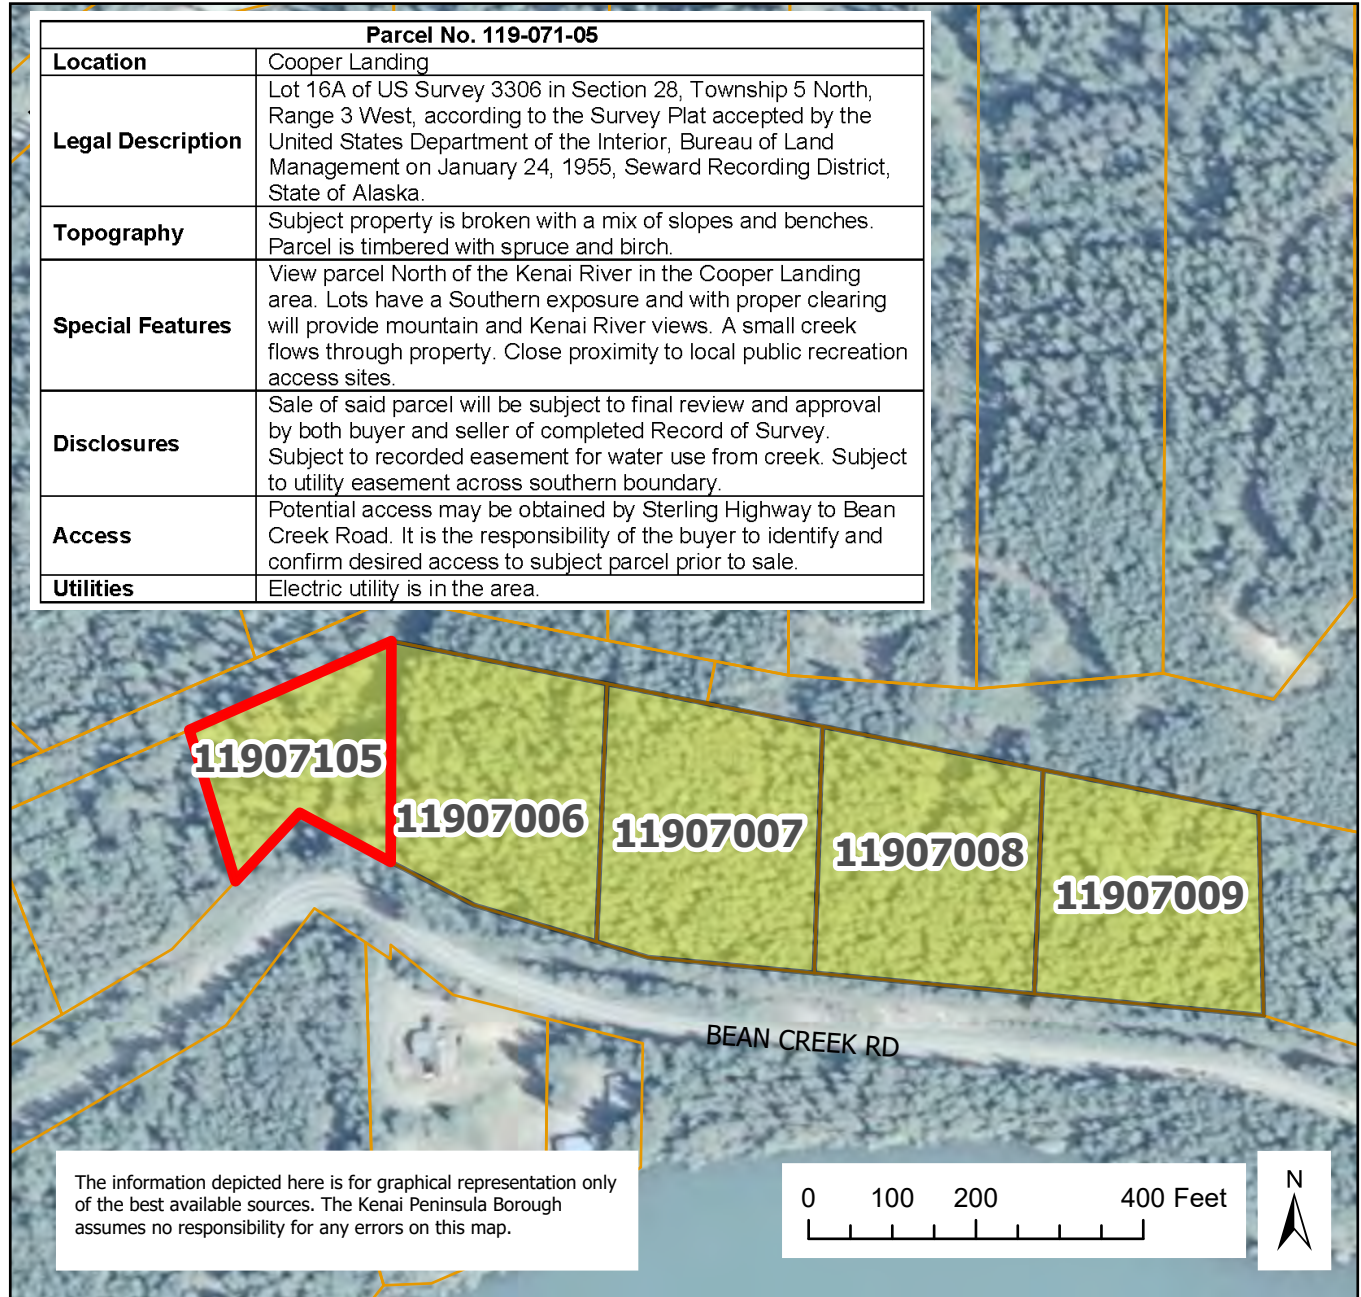 Parcel No. 119-071-05
Location
Cooper Landing
Legal Description
Lot 16A of US Survey 3306 in Section 28, Township 5 North,
Range 3 West, according to the Survey Plat accepted by the
United States Department of the Interior, Bureau of Land
Management on January 24, 1955, Seward Recording District,
State of Alaska.
Topography
Subject property is broken with a mix of slopes and benches.
Parcel is timbered with spruce and birch.
Special Features
View parcel North of the Kenai River in the Cooper Landing
area. Lots have a Southern exposure and with proper clearing
will provide mountain and Kenai River views. A small creek
flows through property. Close proximity to local public recreation
access sites.
Disclosures
Sale of said parcel will be subject to final review and approval
by both buyer and seller of completed Record of Survey.
Subject to recorded easement for water use from creek. Subject
to utility easement across southern boundary.
Access
Potential access may be obtained by Sterling Highway to Bean
Creek Road. It is the responsibility of the buyer to identify and
confirm desired access to subject parcel prior to sale.
Utilities
Electric utility is in the area.
11907105
11907006
11907007
11907008
11907009
BEAN CREEK RD
The information depicted here is for graphical representation only
of the best available sources. The Kenai Peninsula Borough
assumes no responsibility for any errors on this map.
0 100 200 400 Feet
N